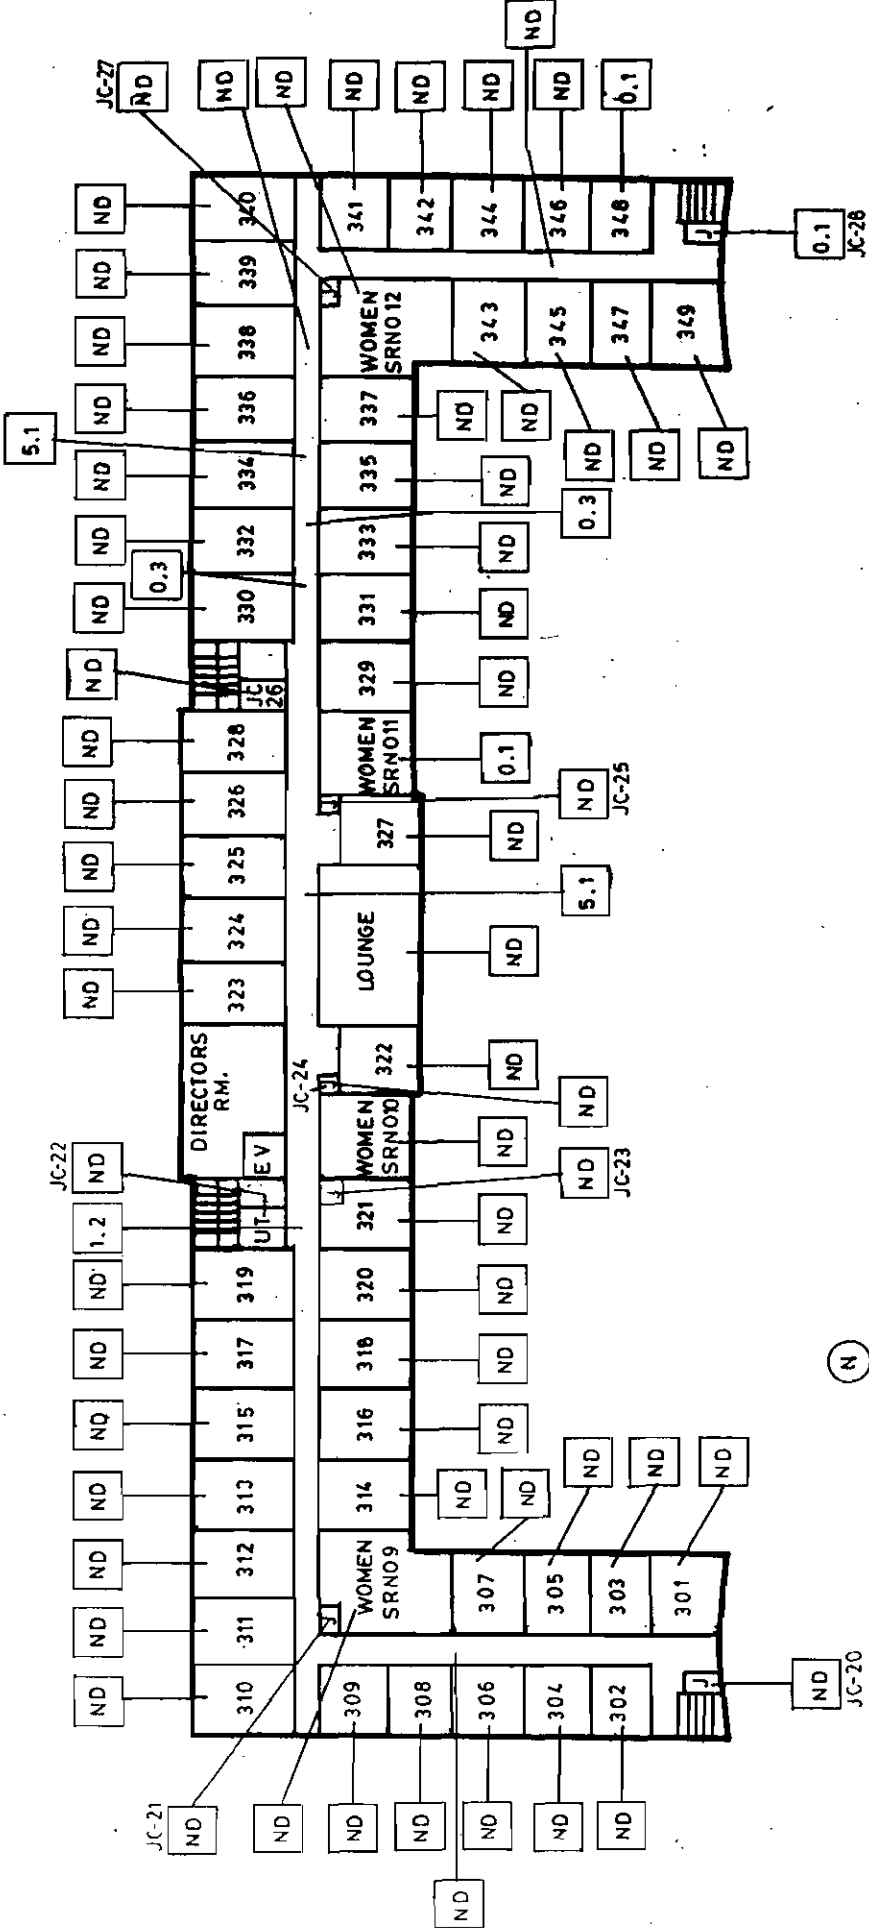 5.1
JC-22
ND ND ND ND ND ND ND 1.2 ND ND ND ND ND ND ND ND ND ND ND ND ND ND
JC-27
ND
0.3
JC-21
ND
ND
310 311 312 313 315 317 319 UT EV DIRECTORS RM. 323 324 325 326 328 JC 26 330 332 334 336 338 339 340
ND
ND
JC-24
J J J J
309 WOMEN SRNO9 314 316 318 320 321 WOMEN SRNO10 322 LOUNGE 327 WOMEN SRNO11 329 331 333 335 337 WOMEN SRNO12 341
ND
ND
308 342
ND
ND
ND ND
306 307 343 344
ND ND
ND ND ND ND ND ND ND ND 0.1 ND ND ND ND ND
ND
304 305 345 346
ND ND
ND
ND ND ND 5.1 ND 0.3 ND
JC-23 JC-25
302 303 347 348
ND ND ND 0.1
301 349
ND ND
J J
ND 0.1
JC-20 JC-28
N